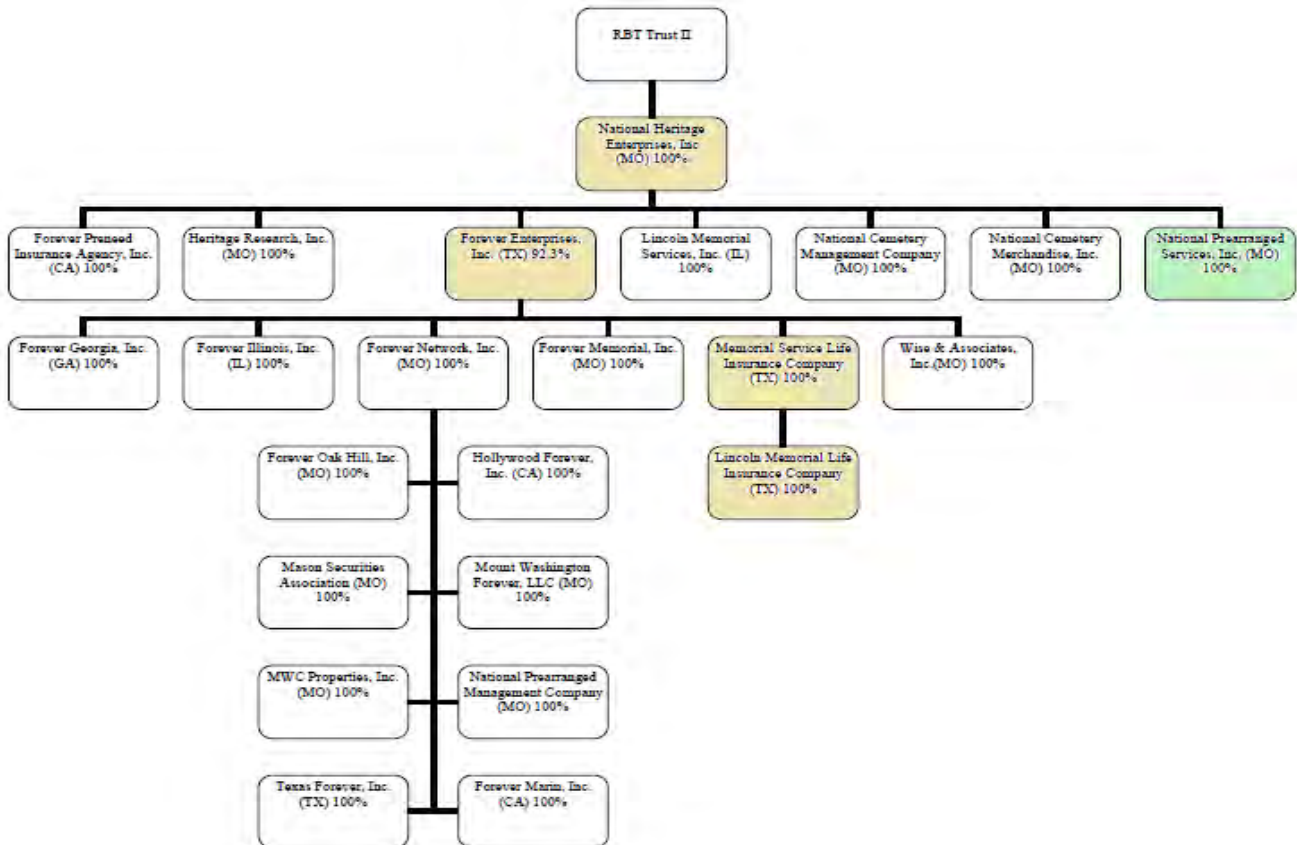 RBT Trust II
National Heritage
Enterprises, Inc
(MO) 100%
Forever Preneed
Insurance Agency, Inc.
(CA) 100%
Heritage Research, Inc.
(MO) 100%
Forever Enterprises,
Inc. (TX) 92.3%
Lincoln Memorial
Services, Inc. (IL)
100%
National Cemetery
Management Company
(MO) 100%
National Cemetery
Merchandise, Inc.
(MO) 100%
National Prearranged
Services, Inc. (MO)
100%
Forever Georgia, Inc.
(GA) 100%
Forever Illinois, Inc.
(IL) 100%
Forever Network, Inc.
(MO) 100%
Forever Memorial, Inc.
(MO) 100%
Memorial Service Life
Insurance Company
(TX) 100%
Wise & Associates,
Inc.(MO) 100%
Forever Oak Hill, Inc.
(MO) 100%
Hollywood Forever,
Inc. (CA) 100%
Lincoln Memorial Life
Insurance Company
(TX) 100%
Mason Securities
Association (MO)
100%
Mount Washington
Forever, LLC (MO)
100%
MWC Properties, Inc.
(MO) 100%
National Prearranged
Management Company
(MO) 100%
Texas Forever, Inc.
(TX) 100%
Forever Marin, Inc.
(CA) 100%